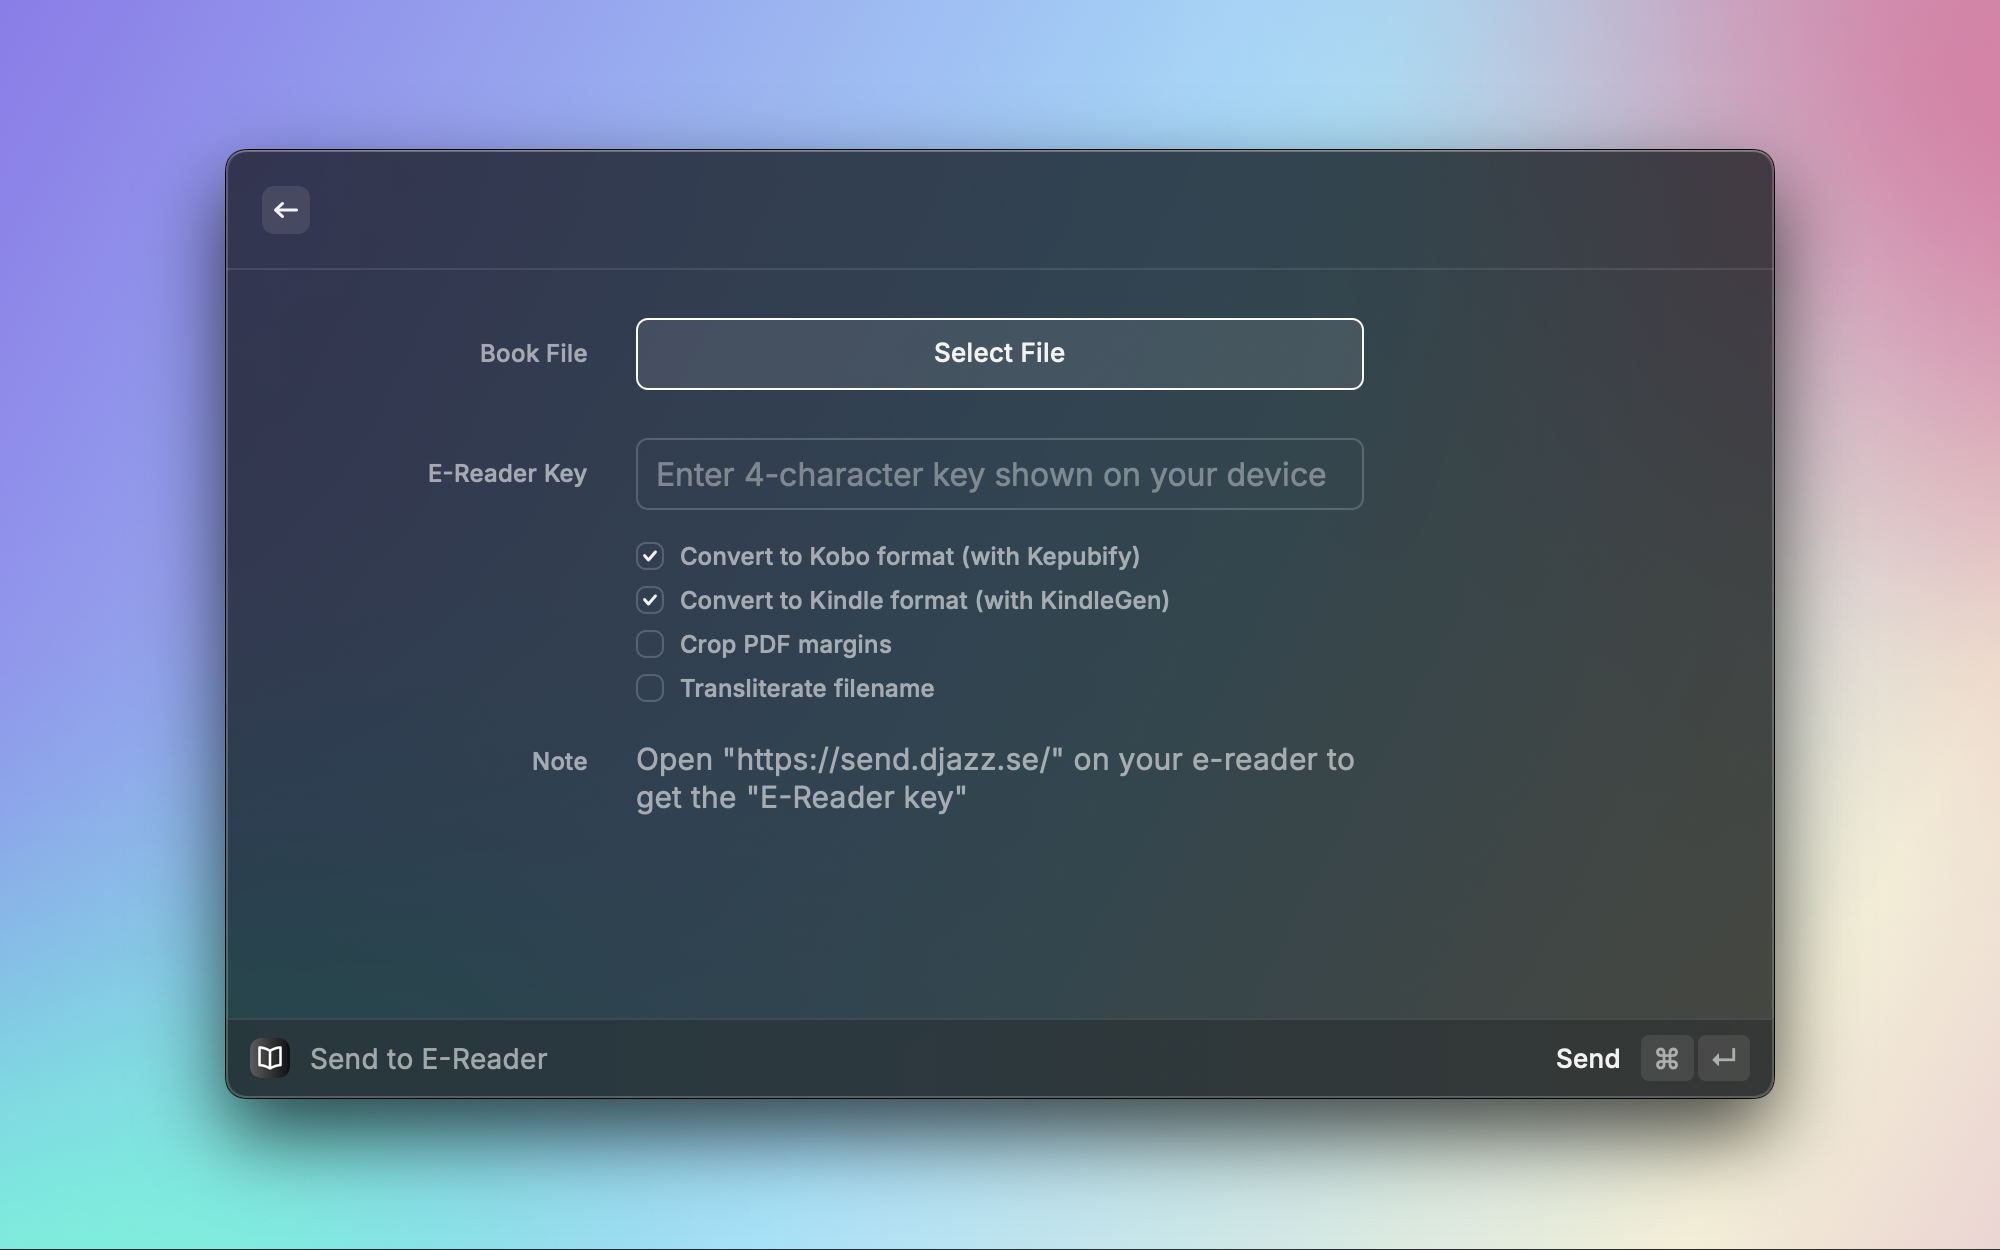 Book File
Select File
E-Reader Key
Enter 4-character key shown on your device
Convert to Kobo format (with Kepubify)
Convert to Kindle format (with KindleGen)
Crop PDF margins
Transliterate filename
Note
Open "https://send.djazz.se/" on your e-reader to
get the "E-Reader key"
Send to E-Reader
Send ⌘ ↵